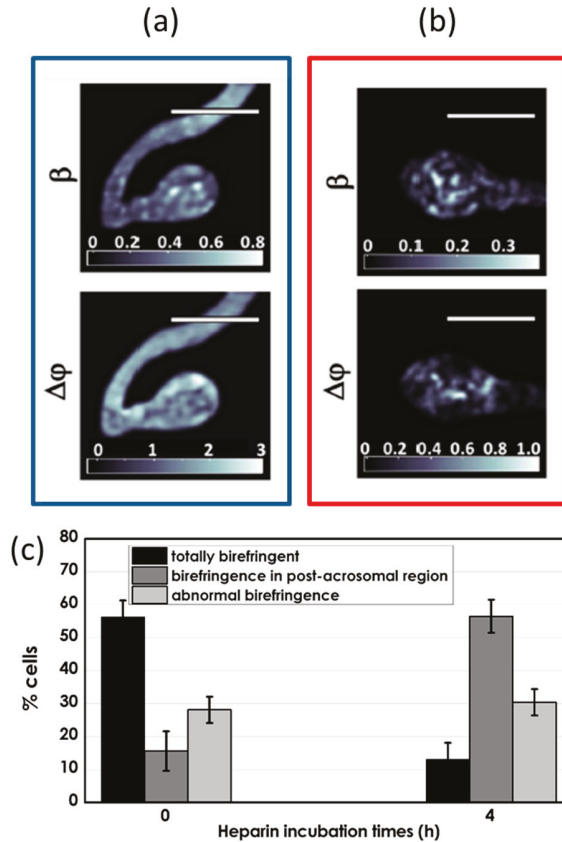 (a) (b)
β β
0 0.2 0.4 0.6 0.8 0 0.1 0.2 0.3
Δφ Δφ
0 1 2 3 0 0.2 0.4 0.6 0.8 1.0
(c)
80
70
60
50
40
30
20
10
0
% cells
totally birefringent
birefringence in post-acrosomal region
abnormal birefringence
0 4
Heparin incubation times (h)